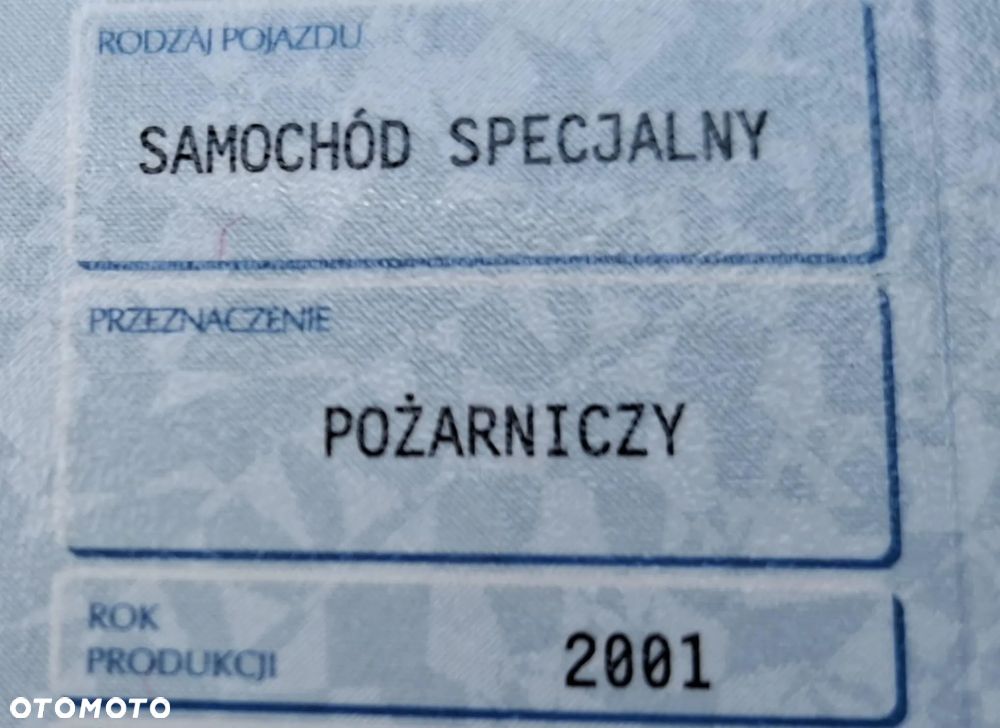 RODZAJ POJAZDU
SAMOCHÓD SPECJALNY
PRZEZNACZENIE
POŻARNICZY
ROK
PRODUKCJI
2001
OTOMOTO